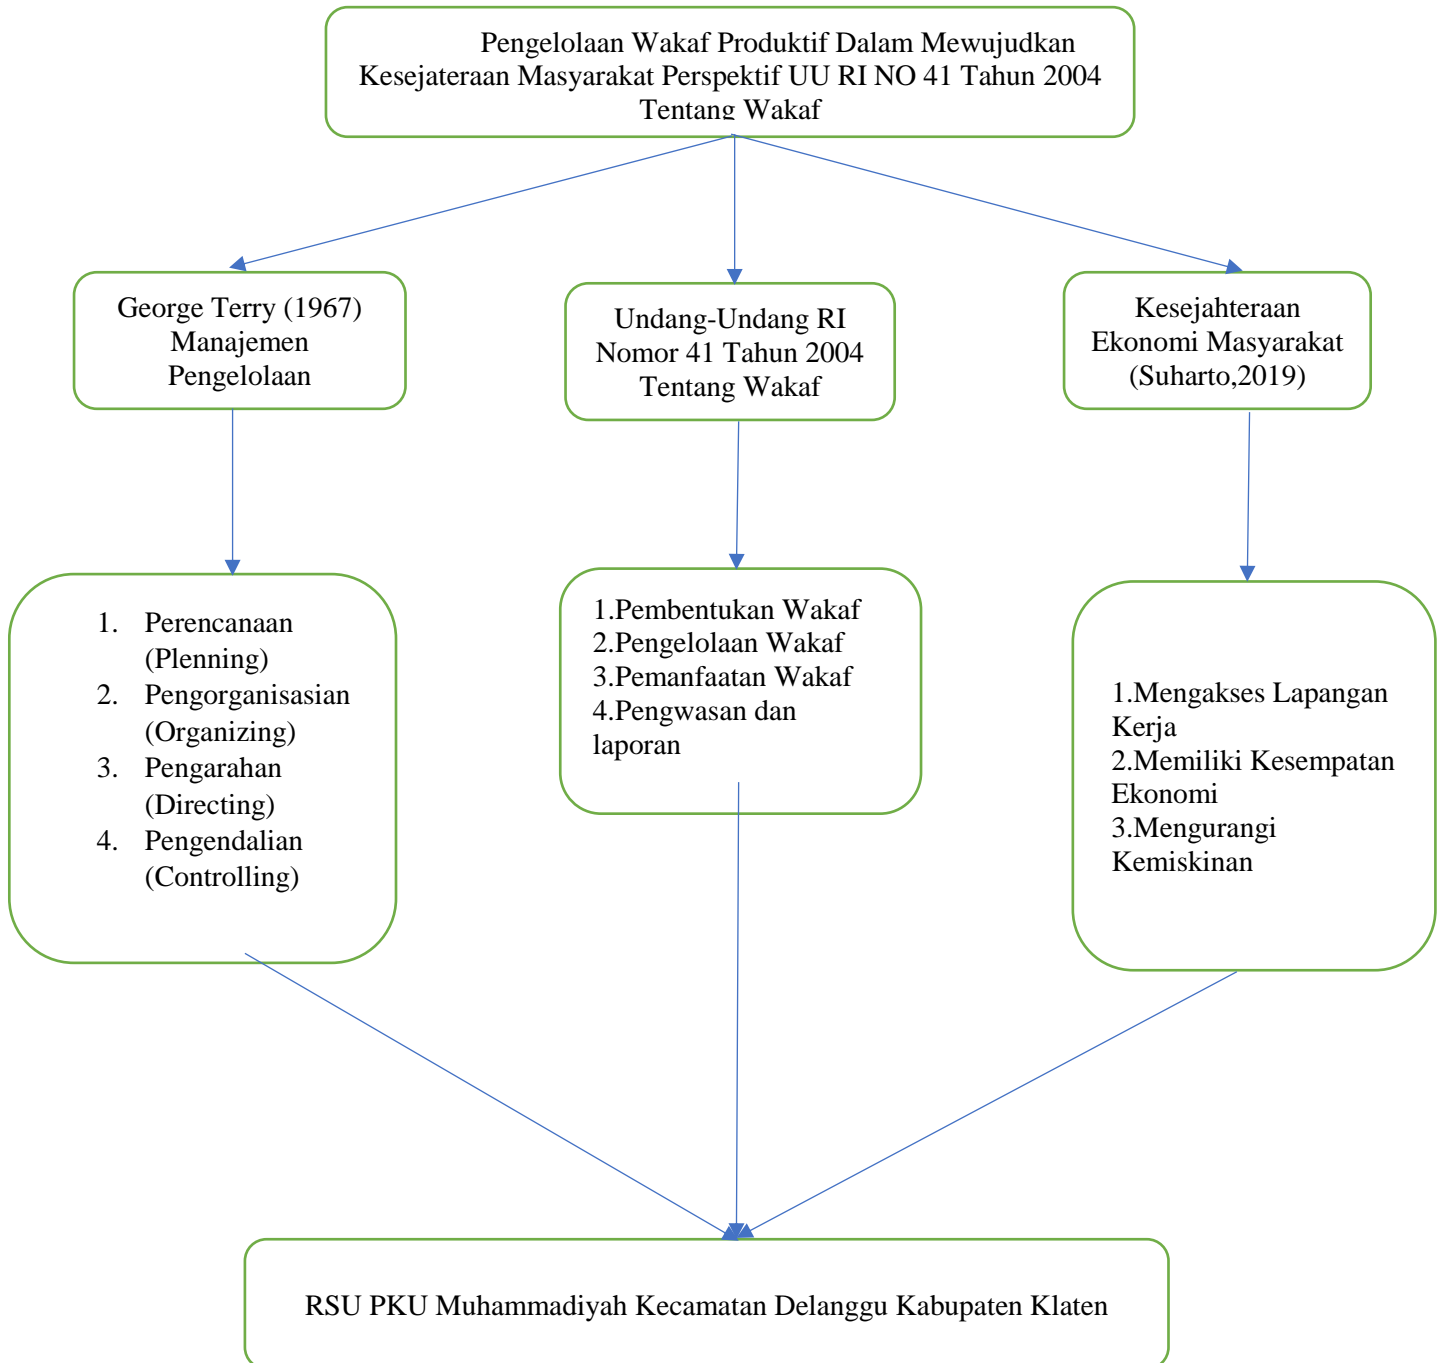 Pengelolaan Wakaf Produktif Dalam Mewujudkan
Kesejateraan Masyarakat Perspektif UU RI NO 41 Tahun 2004
Tentang Wakaf
George Terry (1967)
Manajemen
Pengelolaan
Undang-Undang RI
Nomor 41 Tahun 2004
Tentang Wakaf
Kesejahteraan
Ekonomi Masyarakat
(Suharto,2019)
1. Perencanaan
(Plenning)
2. Pengorganisasian
(Organizing)
3. Pengarahan
(Directing)
4. Pengendalian
(Controlling)
1.Pembentukan Wakaf
2.Pengelolaan Wakaf
3.Pemanfaatan Wakaf
4.Pengwasan dan
laporan
1.Mengakses Lapangan
Kerja
2.Memiliki Kesempatan
Ekonomi
3.Mengurangi
Kemiskinan
RSU PKU Muhammadiyah Kecamatan Delanggu Kabupaten Klaten